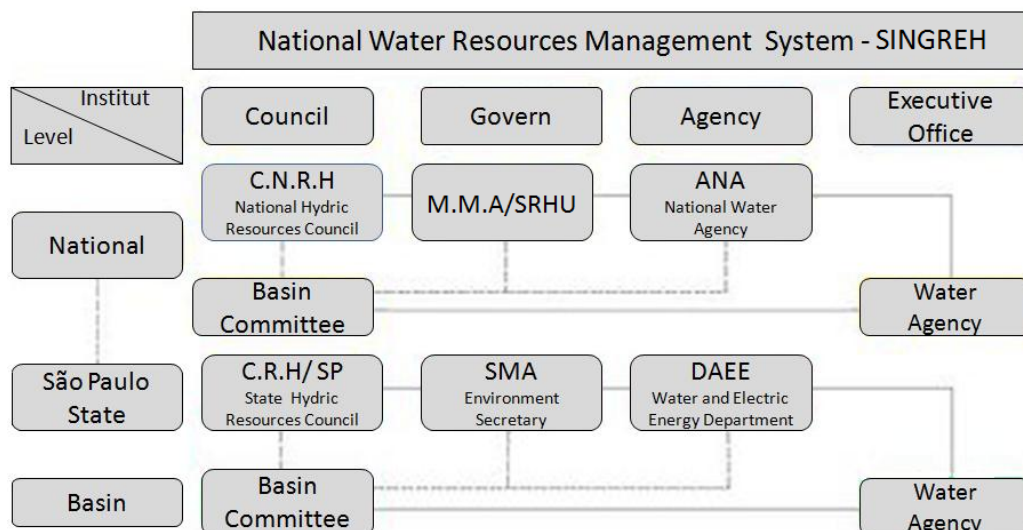 National Water Resources Management System - SINGREH
Institut
Level
Council
Govern
Agency
Executive
Office
National
C.N.R.H
National Hydric
Resources Council
M.M.A/SRHU
ANA
National Water
Agency
Basin
Committee
Water
Agency
São Paulo
State
C.R.H/ SP
State Hydric
Resources Council
SMA
Environment
Secretary
DAEE
Water and Electric
Energy Department
Basin
Basin
Committee
Water
Agency